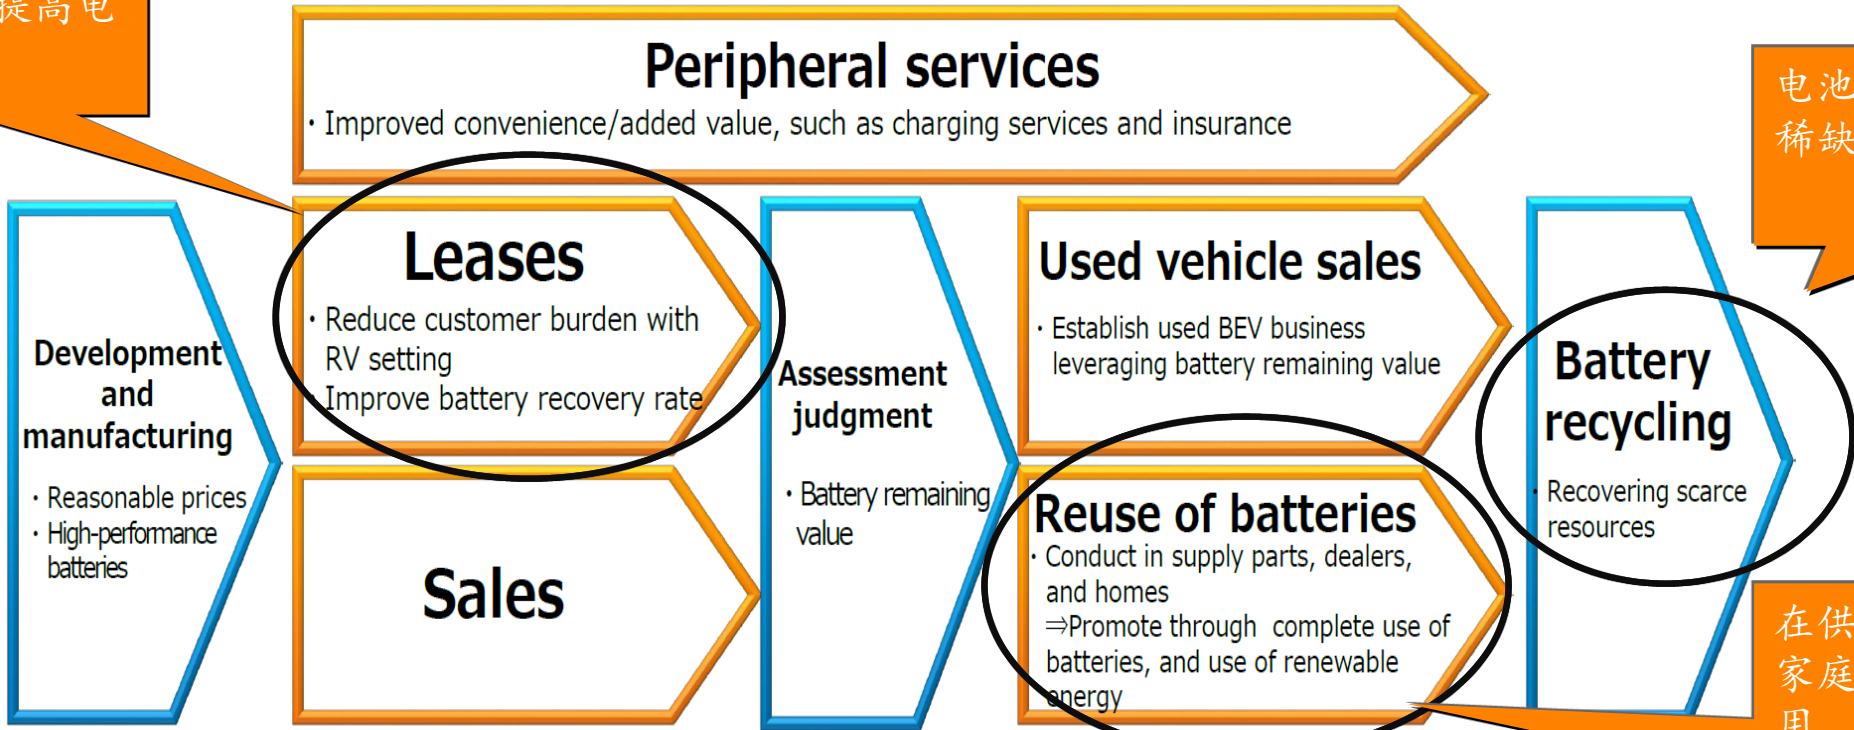 提高电
Peripheral services
· Improved convenience/added value, such as charging services and insurance
电池
稀缺
Development
and
manufacturing
· Reasonable prices
· High-performance
batteries
Leases
· Reduce customer burden with
RV setting
· Improve battery recovery rate
Sales
Assessment
judgment
· Battery remaining
value
Used vehicle sales
· Establish used BEV business
leveraging battery remaining value
Reuse of batteries
· Conduct in supply parts, dealers,
and homes
⇒Promote through complete use of
batteries, and use of renewable
energy
Battery
recycling
· Recovering scarce
resources
在供
家庭
用